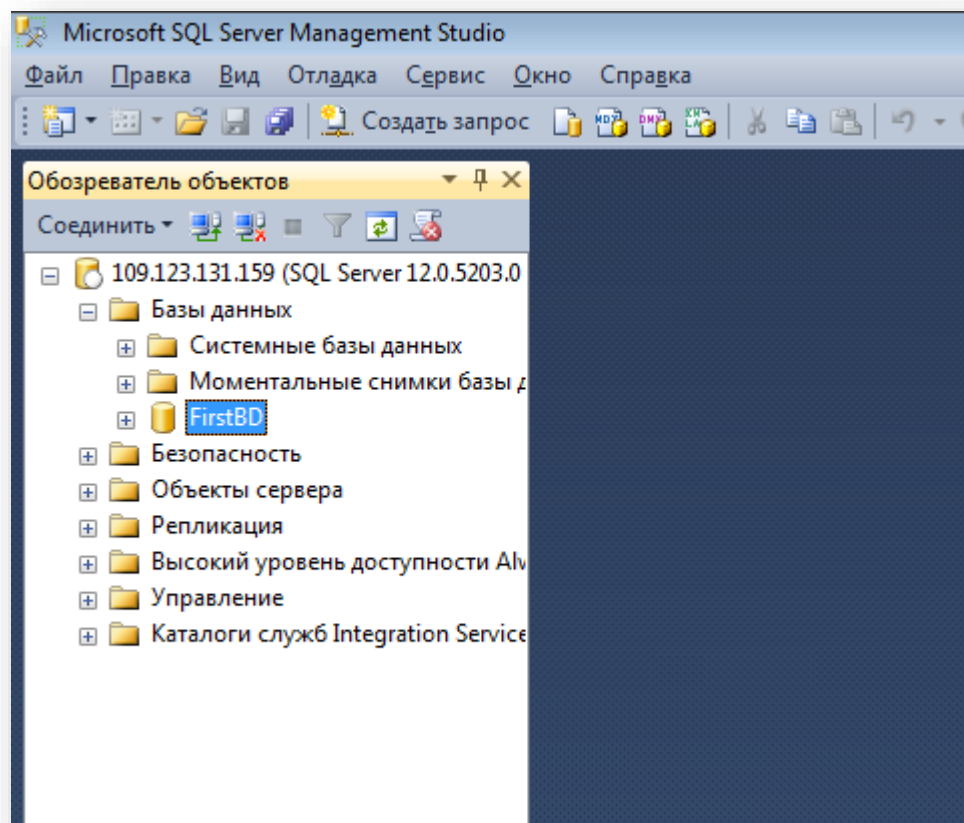 Microsoft SQL Server Management Studio
Файл Правка Вид Отладка Сервис Окно Справка
Создать запрос
Обозреватель объектов
Соединить
109.123.131.159 (SQL Server 12.0.5203.0
Базы данных
Системные базы данных
Моментальные снимки базы д
FirstBD
Безопасность
Объекты сервера
Репликация
Высокий уровень доступности Alw
Управление
Каталоги служб Integration Service